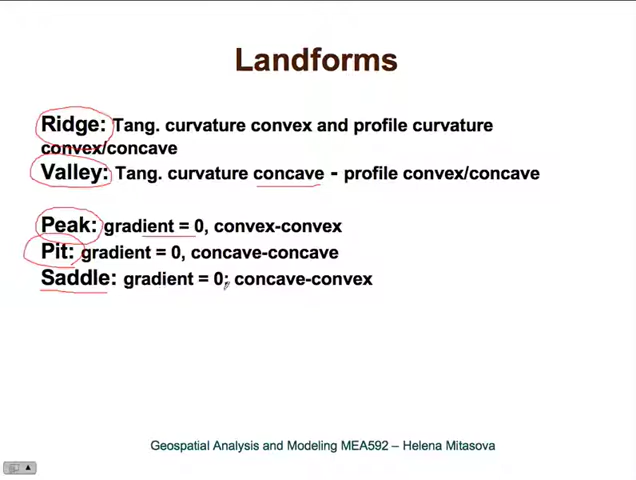 Landforms
Ridge: Tang. curvature convex and profile curvature
convex/concave
Valley: Tang. curvature concave - profile convex/concave
Peak: gradient = 0, convex-convex
Pit: gradient = 0, concave-concave
Saddle: gradient = 0; concave-convex
Geospatial Analysis and Modeling MEA592 – Helena Mitasova